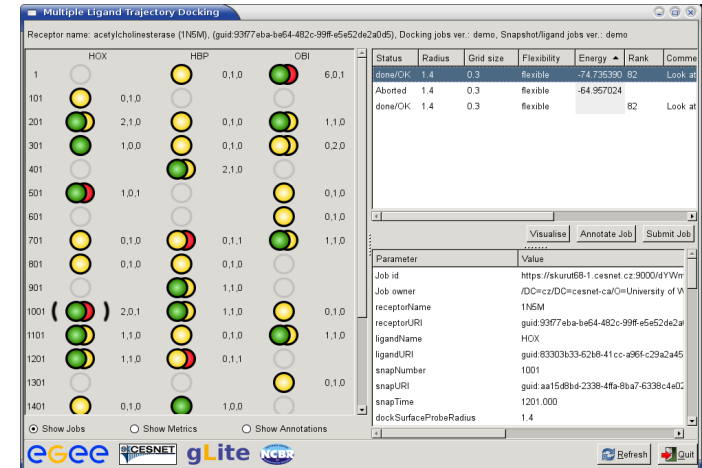 Multiple Ligand Trajectory Docking
Receptor name: acetylcholinesterase (1N5M), (guid:93f77eba-be64-482c-99ff-e5e52de2a0d5), Docking jobs ver.: demo, Snapshot/ligand jobs ver.: demo
HOX HBP OBI
1 0,1,0 6,0,1
101 0,1,0
201 2,1,0 0,1,0 1,1,0
301 1,0,0 0,1,0 0,2,0
401 2,1,0
501 1,0,1 0,1,0
601 0,1,0
701 0,1,0 0,1,1 1,1,0
801 0,1,0 0,1,0
901 1,1,0
1001 ( ) 2,0,1 1,1,0 0,1,0
1101 1,1,0 0,1,0 1,1,0
1201 1,1,0 0,1,1
1301 0,1,0
1401 0,1,0 1,0,0
Show Jobs Show Metrics Show Annotations
Status Radius Grid size Flexibility Energy Rank Comme
done/OK 1.4 0.3 flexible -74.735390 82 Look at
Aborted 1.4 0.3 flexible -64.957024
done/OK 1.4 0.3 flexible 82 Look at
Visualise Annotate Job Submit Job
Parameter Value
Job id https://skurut68-1.cesnet.cz:9000/dYWm
Job owner /DC=cz/DC=cesnet-ca/O=University of W
receptorName 1N5M
receptorURI guid:93f77eba-be64-482c-99ff-e5e52de2a
ligandName HOX
ligandURI guid:83303b33-62b8-41cc-a96f-c29a2a45
snapNumber 1001
snapURI guid:aa15d8bd-2338-4ffa-8ba7-6338c4e02
snapTime 1201.000
dockSurfaceProbeRadius 1.4
egee CESNET gLite NCBR
Refresh Quit